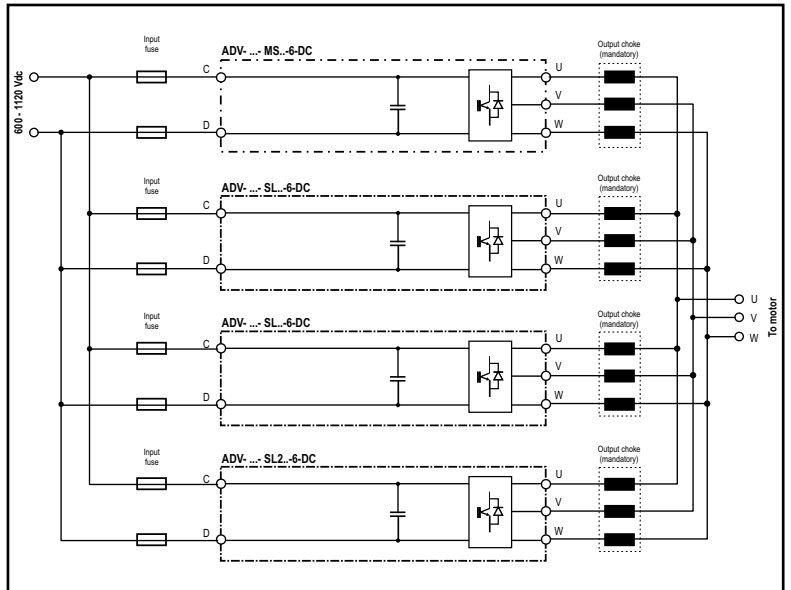 600 - 1120 Vdc
Input
fuse
ADV- ...- MS..-6-DC
Output choke
(mandatory)
C
U
V
D
W
Input
fuse
ADV- ...- SL..-6-DC
Output choke
(mandatory)
C
U
V
D
W
Input
fuse
ADV- ...- SL..-6-DC
Output choke
(mandatory)
C
U
V
D
W
Input
fuse
ADV- ...- SL2..-6-DC
Output choke
(mandatory)
C
U
V
D
W
U
V
W
To motor